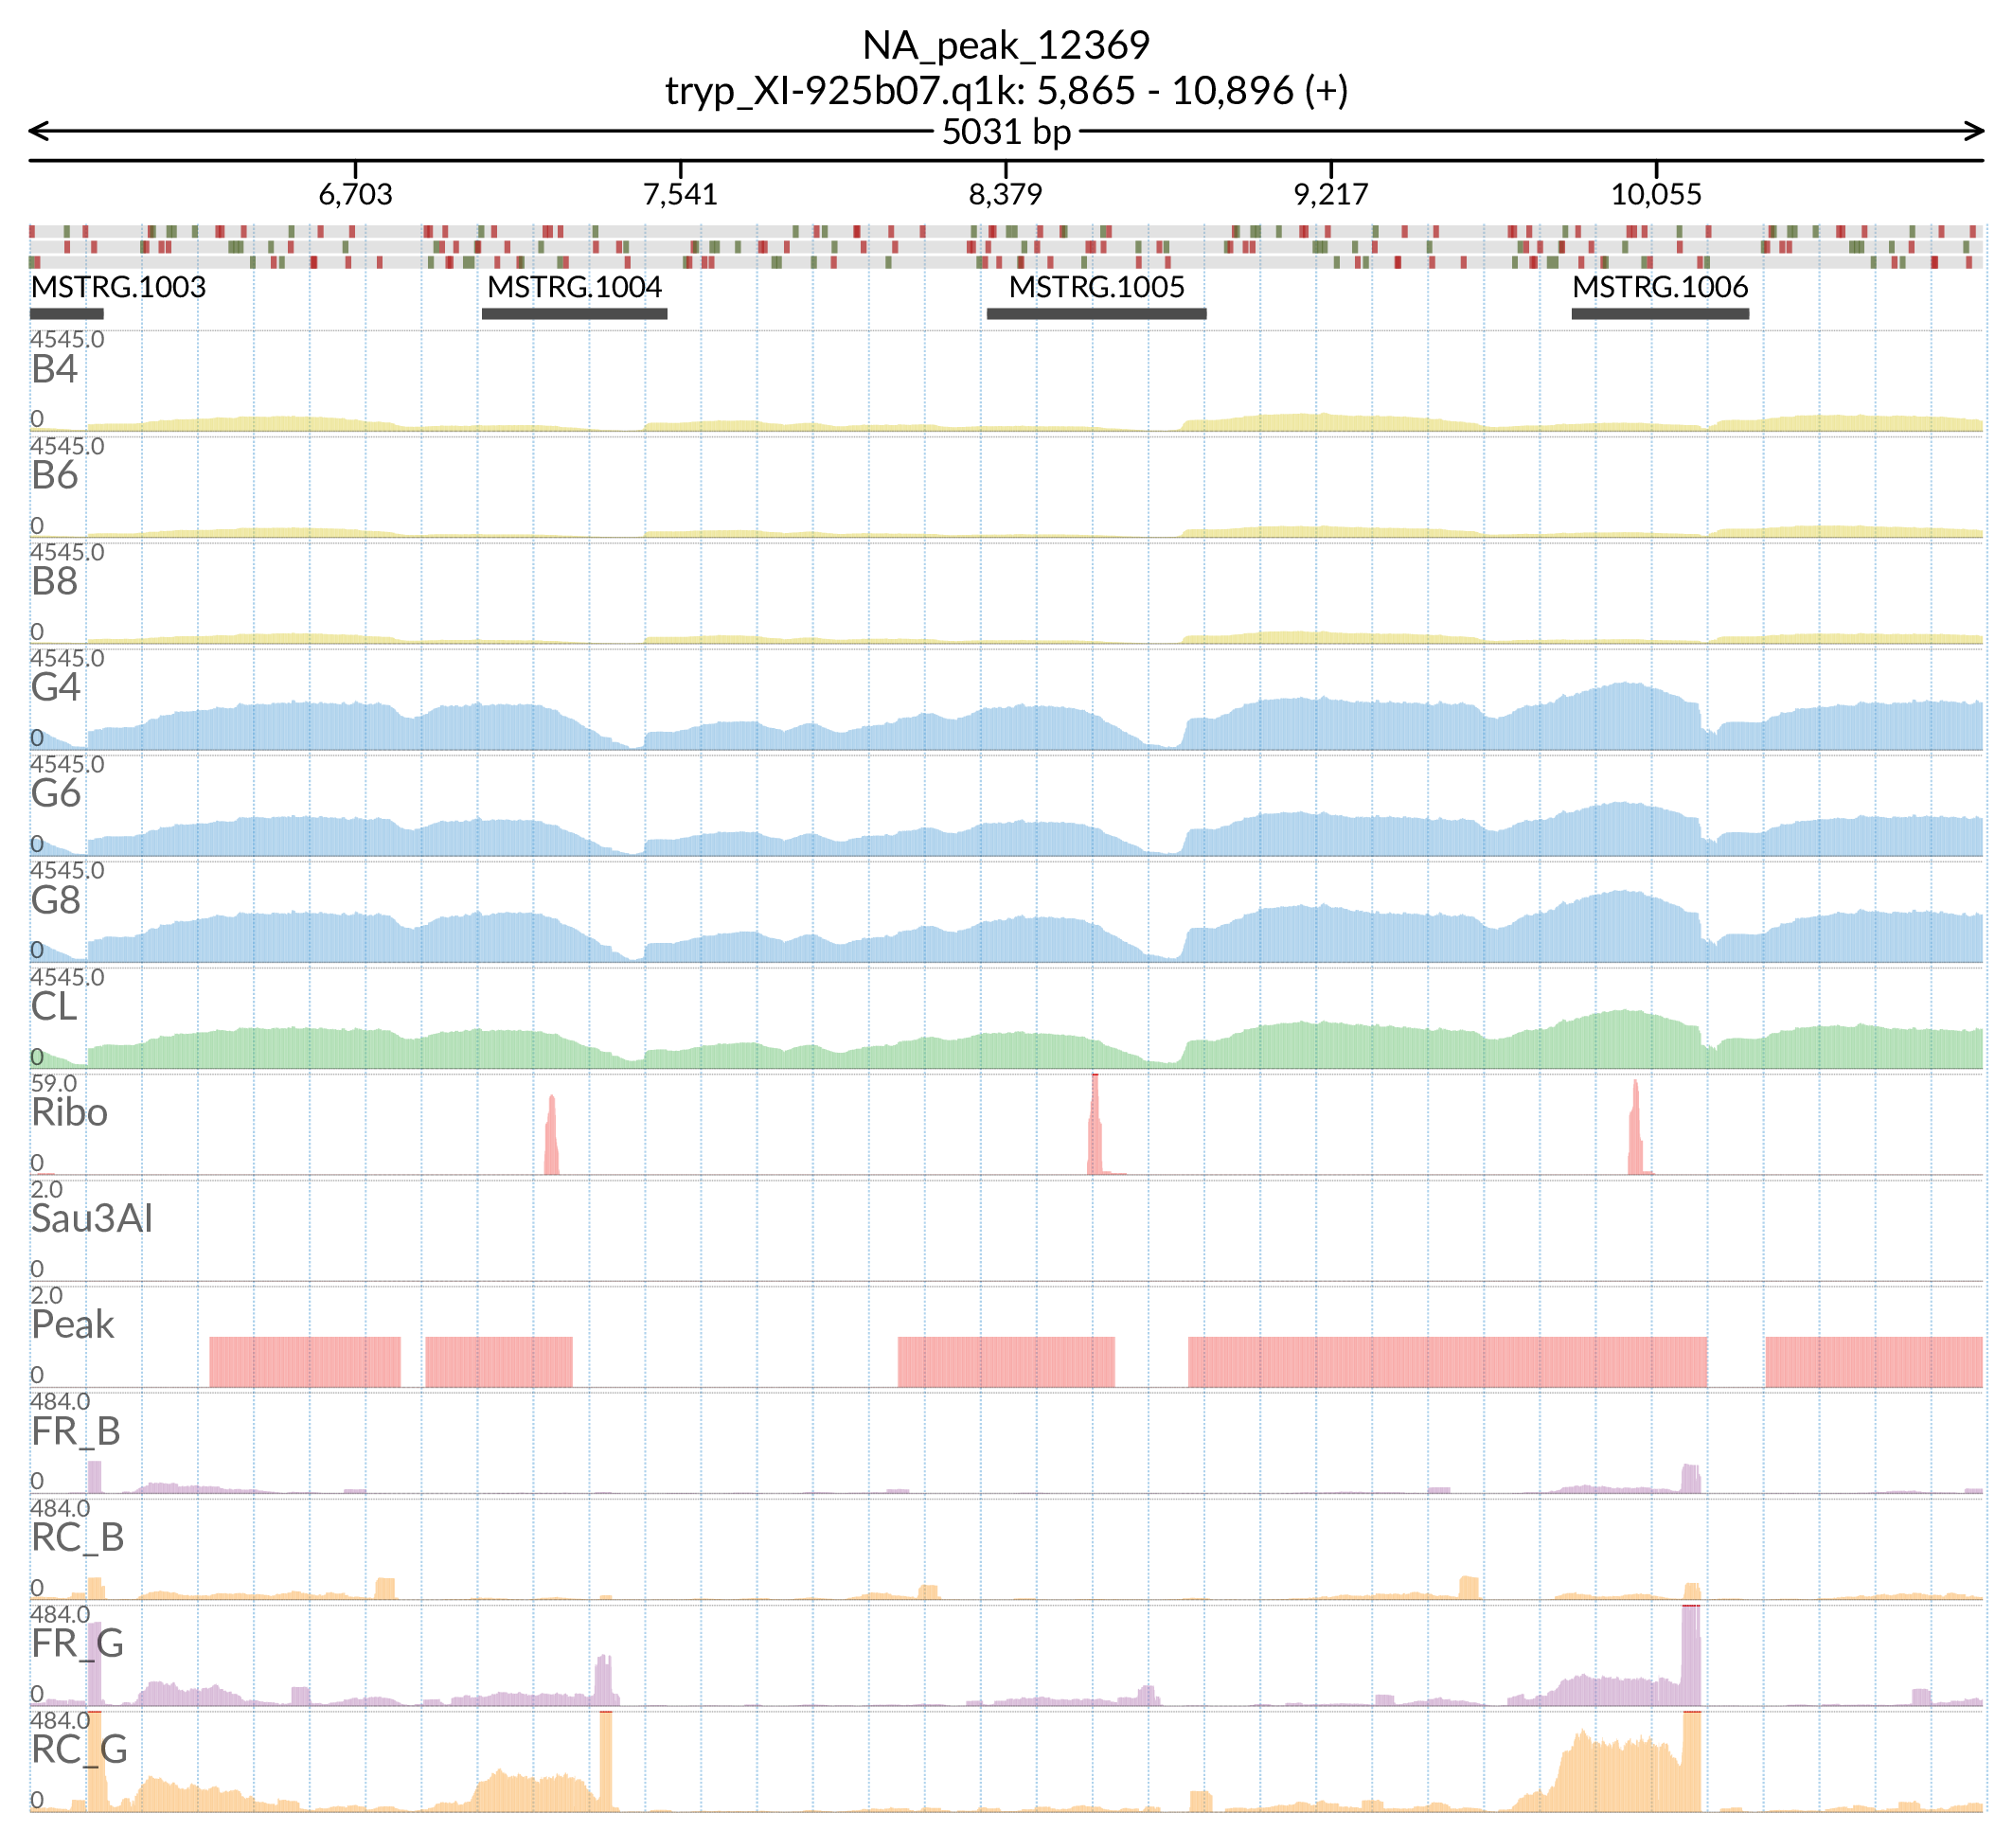 NA_peak_12369
tryp_XI-925b07.q1k: 5,865 - 10,896 (+)
5031 bp
6,703 7,541 8,379 9,217 10,055
MSTRG.1003 MSTRG.1004 MSTRG.1005 MSTRG.1006
4545.0
B4
0
4545.0
B6
0
4545.0
B8
0
4545.0
G4
0
4545.0
G6
0
4545.0
G8
0
4545.0
CL
0
59.0
Ribo
0
2.0
Sau3AI
0
2.0
Peak
0
484.0
FR_B
0
484.0
RC_B
0
484.0
FR_G
0
484.0
RC_G
0